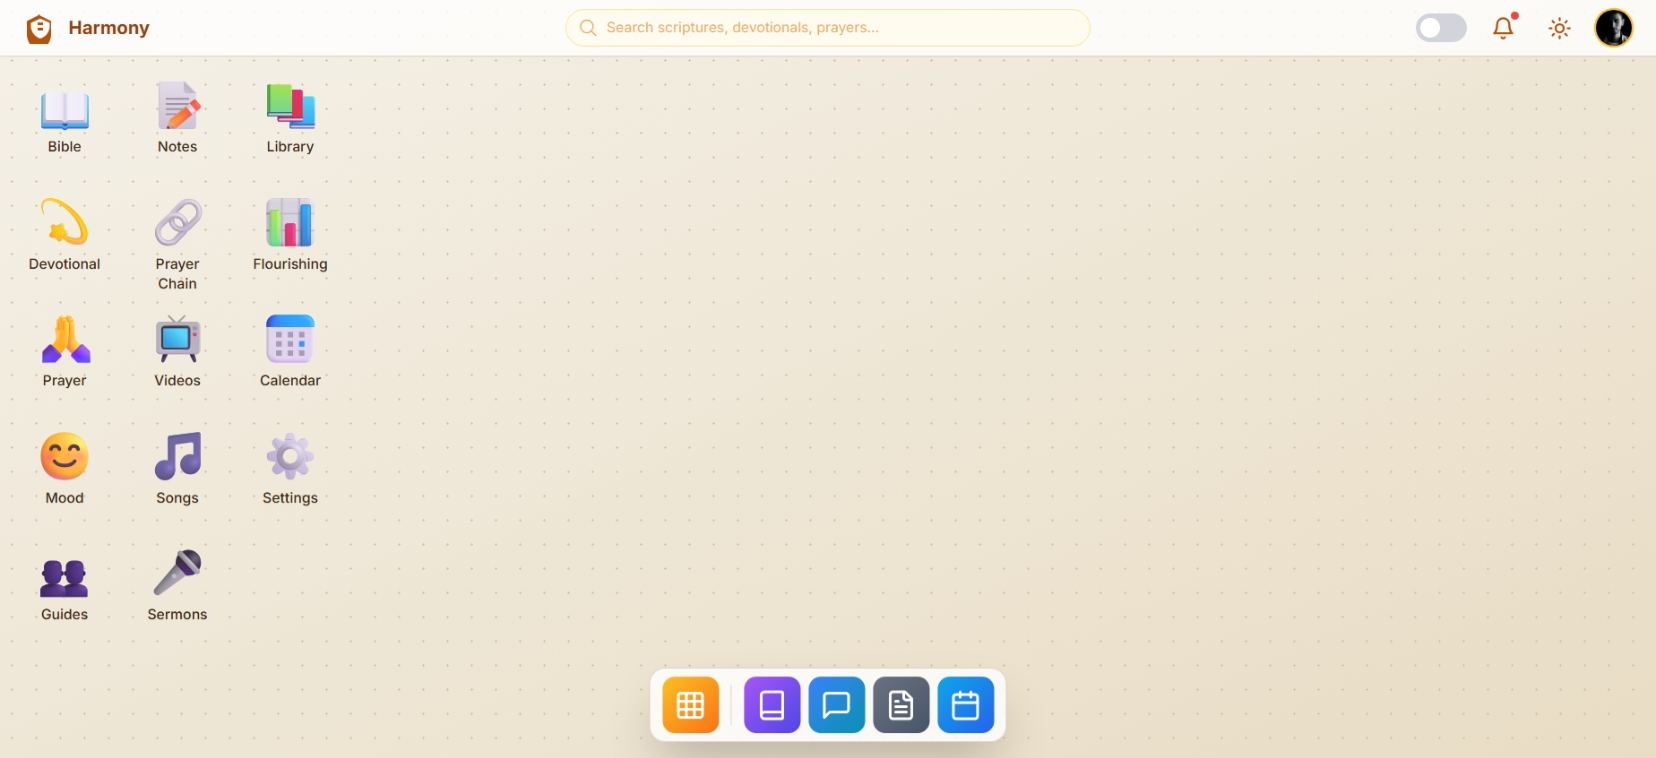 Harmony
Search scriptures, devotionals, prayers...
Bible
Notes
Library
Devotional
Prayer
Chain
Flourishing
Prayer
Videos
Calendar
Mood
Songs
Settings
Guides
Sermons